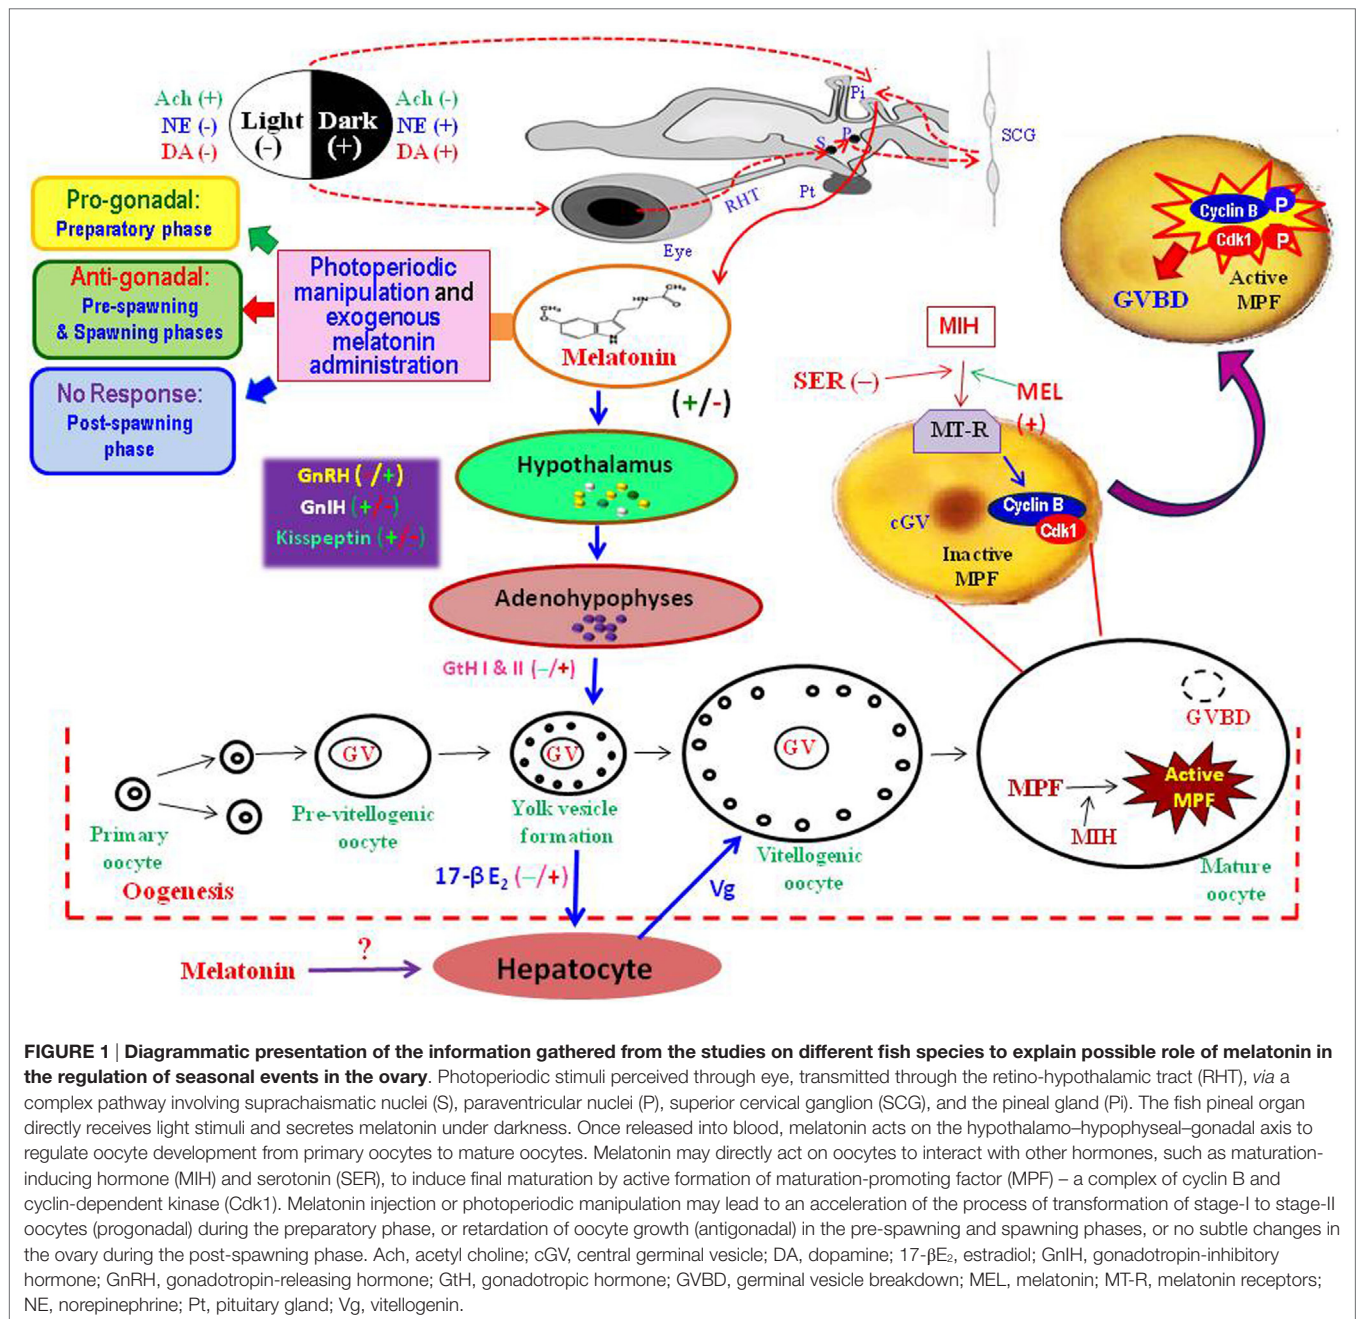 Ach (+)
NE (-)
DA (-)
Light
(-)
Dark
(+)
Ach (-)
NE (+)
DA (+)
Pi
S
P
SCG
RHT
Pt
Eye
Pro-gonadal:
Preparatory phase
Anti-gonadal:
Pre-spawning
& Spawning phases
No Response:
Post-spawning
phase
Photoperiodic
manipulation and
exogenous
melatonin
administration
CH₃
O
HN
CH₃
O
HN
Melatonin
(+/-)
Hypothalamus
GnRH (-/+)
GnIH (+/-)
Kisspeptin (+/-)
Adenohypophyses
GtH I & II (–/+)
Cyclin B
P
Cdk1
P
GVBD
Active
MPF
MIH
SER (–)
MEL
(+)
MT-R
cGV
Cyclin B
Cdk1
Inactive
MPF
Primary
oocyte
Oogenesis
GV
Pre-vitellogenic
oocyte
GV
Yolk vesicle
formation
GV
Vitellogenic
oocyte
GVBD
MPF
Active
MPF
MIH
Mature
oocyte
17-β E₂ (–/+)
Vg
Melatonin
?
Hepatocyte
FIGURE 1 | Diagrammatic presentation of the information gathered from the studies on different fish species to explain possible role of melatonin in
the regulation of seasonal events in the ovary. Photoperiodic stimuli perceived through eye, transmitted through the retino-hypothalamic tract (RHT), via a
complex pathway involving suprachaismatic nuclei (S), paraventricular nuclei (P), superior cervical ganglion (SCG), and the pineal gland (Pi). The fish pineal organ
directly receives light stimuli and secretes melatonin under darkness. Once released into blood, melatonin acts on the hypothalamo–hypophyseal–gonadal axis to
regulate oocyte development from primary oocytes to mature oocytes. Melatonin may directly act on oocytes to interact with other hormones, such as maturation-
inducing hormone (MIH) and serotonin (SER), to induce final maturation by active formation of maturation-promoting factor (MPF) – a complex of cyclin B and
cyclin-dependent kinase (Cdk1). Melatonin injection or photoperiodic manipulation may lead to an acceleration of the process of transformation of stage-I to stage-II
oocytes (progonadal) during the preparatory phase, or retardation of oocyte growth (antigonadal) in the pre-spawning and spawning phases, or no subtle changes in
the ovary during the post-spawning phase. Ach, acetyl choline; cGV, central germinal vesicle; DA, dopamine; 17-βE₂, estradiol; GnIH, gonadotropin-inhibitory
hormone; GnRH, gonadotropin-releasing hormone; GtH, gonadotropic hormone; GVBD, germinal vesicle breakdown; MEL, melatonin; MT-R, melatonin receptors;
NE, norepinephrine; Pt, pituitary gland; Vg, vitellogenin.